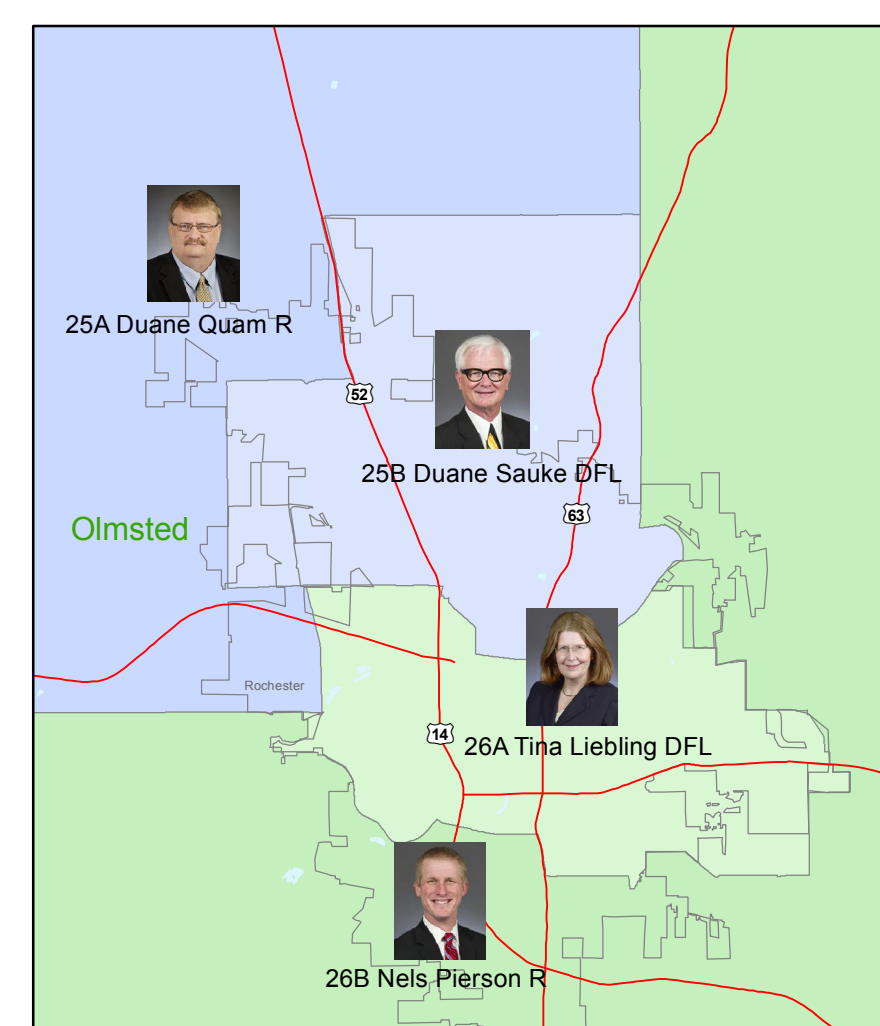 25A Duane Quam R
52
25B Duane Sauke DFL
63
Olmsted
Rochester
14
26A Tina Liebling DFL
26B Nels Pierson R